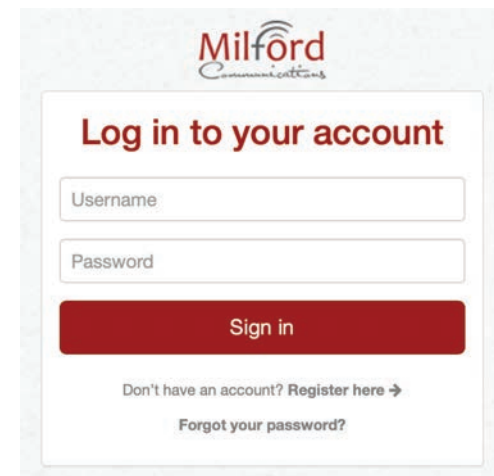 Milford
Communications
Log in to your account
Username
Password
Sign in
Don't have an account? Register here →
Forgot your password?